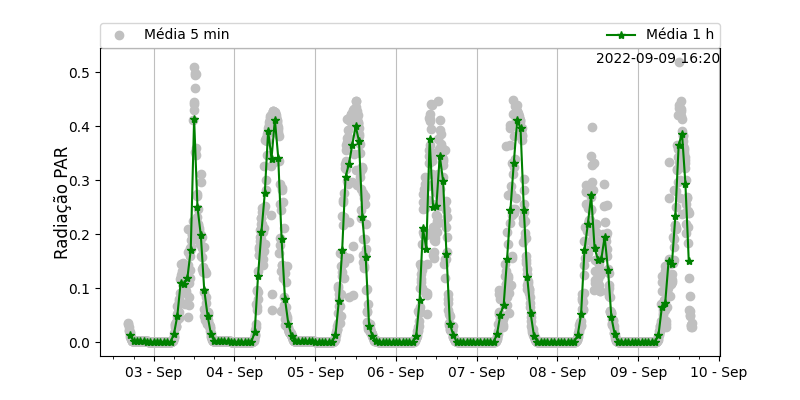 Média 5 min
Média 1 h
2022-09-09 16:20
Radiação PAR
0.5
0.4
0.3
0.2
0.1
0.0
03 - Sep
04 - Sep
05 - Sep
06 - Sep
07 - Sep
08 - Sep
09 - Sep
10 - Sep